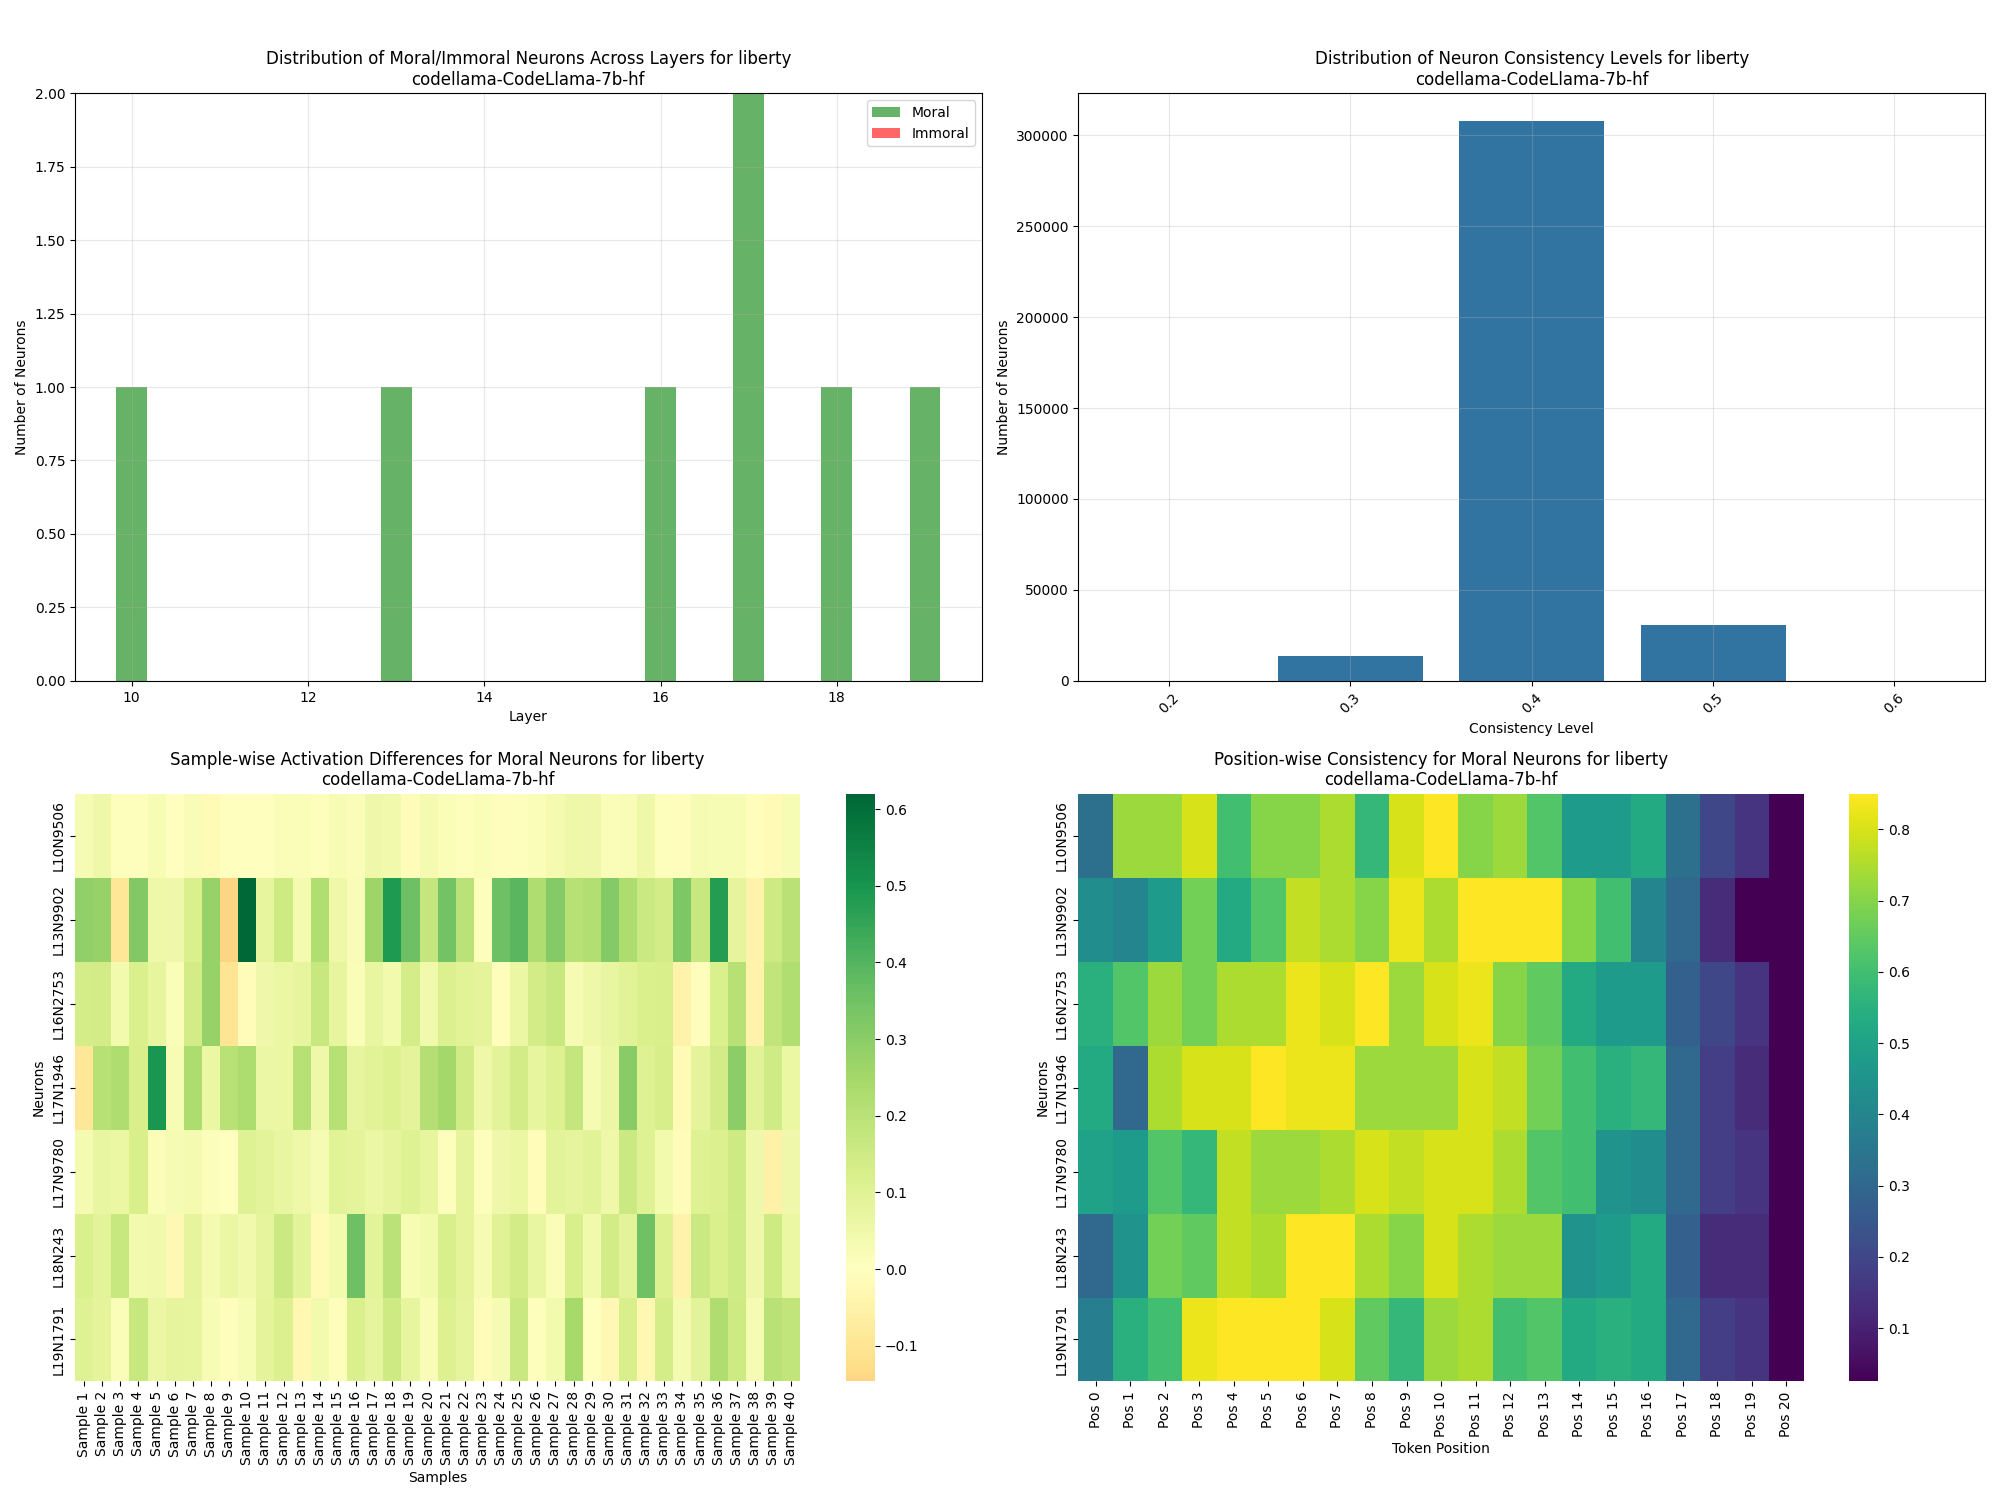 Distribution of Moral/Immoral Neurons Across Layers for liberty
codellama-CodeLlama-7b-hf
Moral
Immoral
Number of Neurons
2.00
1.75
1.50
1.25
1.00
0.75
0.50
0.25
0.00
10
12
14
16
18
Layer
Distribution of Neuron Consistency Levels for liberty
codellama-CodeLlama-7b-hf
Number of Neurons
300000
250000
200000
150000
100000
50000
0
0.2
0.3
0.4
0.5
0.6
Consistency Level
Sample-wise Activation Differences for Moral Neurons for liberty
codellama-CodeLlama-7b-hf
Neurons
L10N9506
L13N9902
L16N2753
L17N1946
L17N9780
L18N243
L19N1791
Sample 1
Sample 2
Sample 3
Sample 4
Sample 5
Sample 6
Sample 7
Sample 8
Sample 9
Sample 10
Sample 11
Sample 12
Sample 13
Sample 14
Sample 15
Sample 16
Sample 17
Sample 18
Sample 19
Sample 20
Sample 21
Sample 22
Sample 23
Sample 24
Sample 25
Sample 26
Sample 27
Sample 28
Sample 29
Sample 30
Sample 31
Sample 32
Sample 33
Sample 34
Sample 35
Sample 36
Sample 37
Sample 38
Sample 39
Sample 40
Samples
0.6
0.5
0.4
0.3
0.2
0.1
0.0
−0.1
Position-wise Consistency for Moral Neurons for liberty
codellama-CodeLlama-7b-hf
Neurons
L10N9506
L13N9902
L16N2753
L17N1946
L17N9780
L18N243
L19N1791
Pos 0
Pos 1
Pos 2
Pos 3
Pos 4
Pos 5
Pos 6
Pos 7
Pos 8
Pos 9
Pos 10
Pos 11
Pos 12
Pos 13
Pos 14
Pos 15
Pos 16
Pos 17
Pos 18
Pos 19
Pos 20
Token Position
0.8
0.7
0.6
0.5
0.4
0.3
0.2
0.1